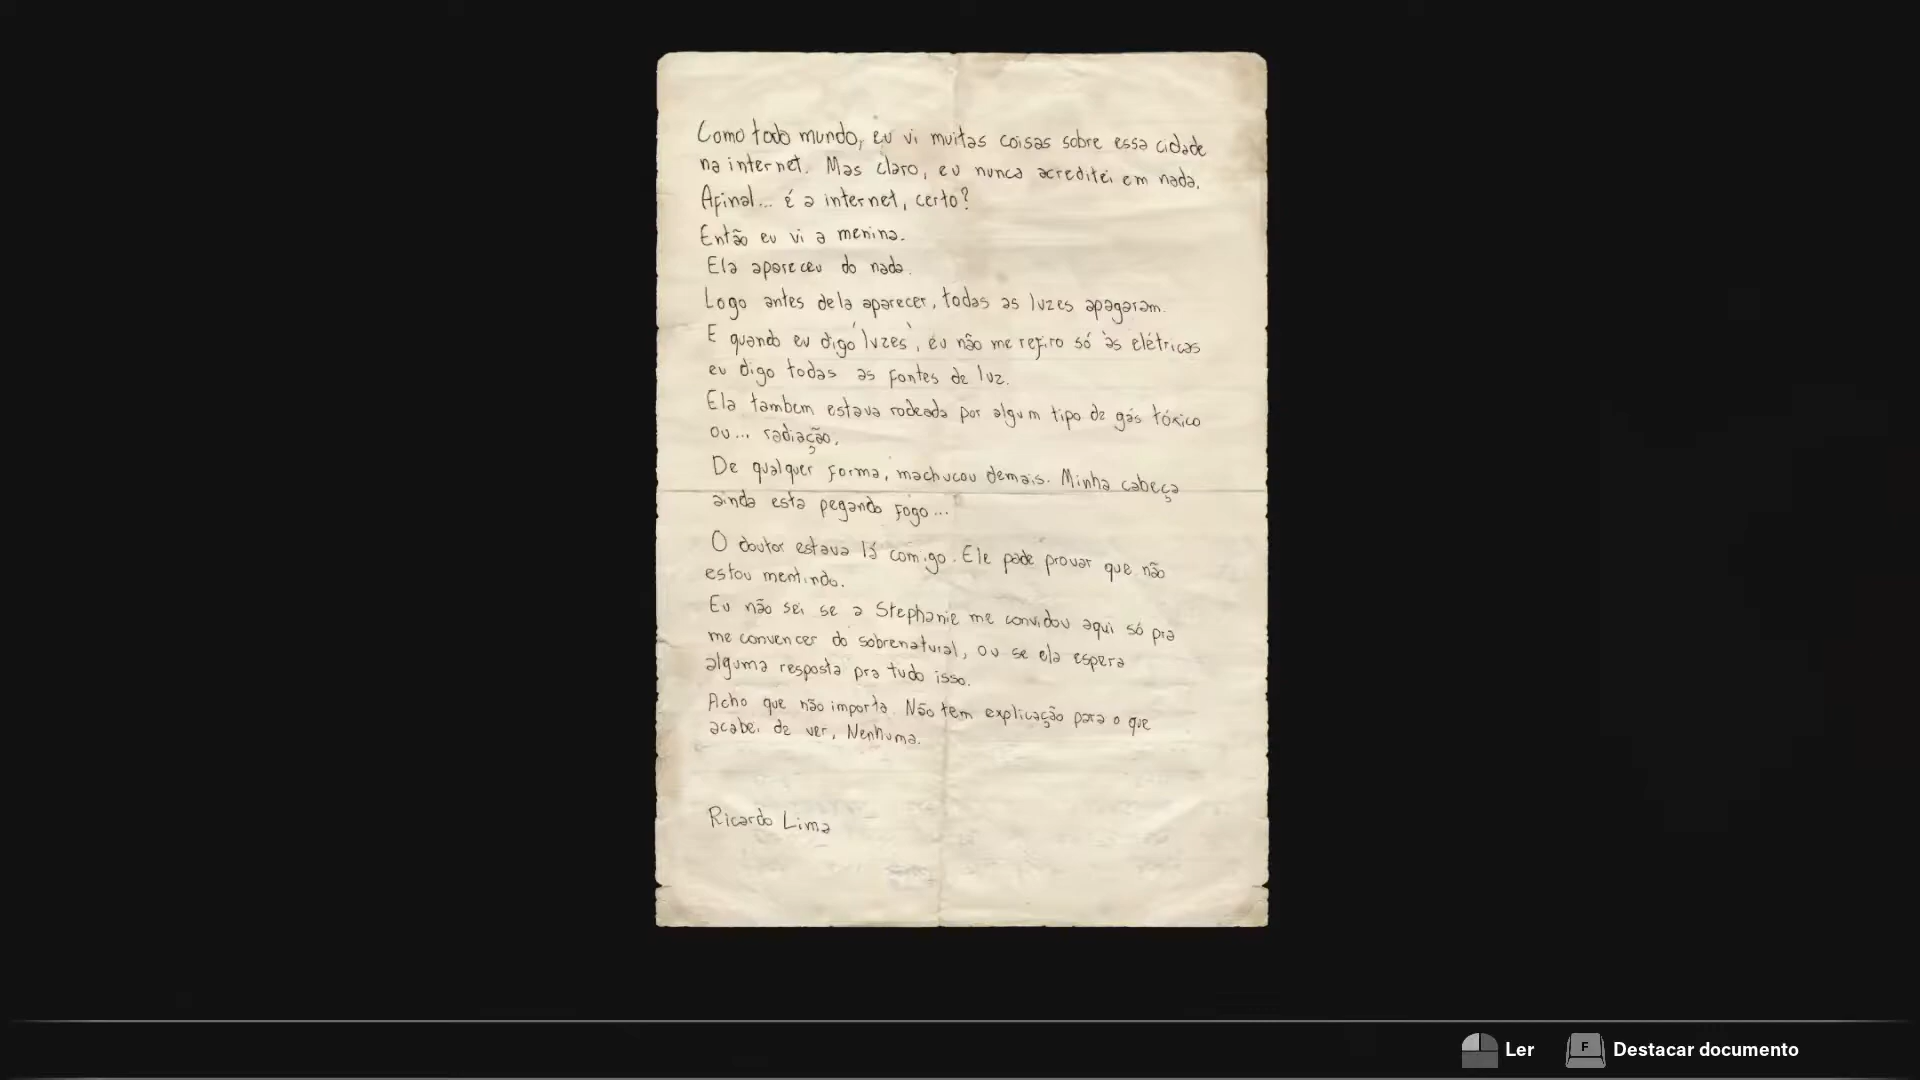 Como todo mundo, eu vi muitas coisas sobre essa cidade
na internet. Mas claro, eu nunca acreditei em nada.
Afinal... é a internet, certo?
Então eu vi a menina.
Ela apareceu do nada.
Logo antes dela aparecer, todas as luzes apagaram.
E quando eu digo 'luzes', eu não me refiro só às elétricas
eu digo todas as fontes de luz.
Ela tambem estava rodeada por algum tipo de gás tóxico
ou... radiação.
De qualquer forma, machucou demais. Minha cabeça
ainda esta pegando fogo...
O doutor estava lá comigo. Ele pode provar que não
estou mentindo.
Eu não sei se a Stephanie me convidou aqui só pra
me convencer do sobrenatural, ou se ela espera
alguma resposta pra tudo isso.
Acho que não importa. Não tem explicação para o que
acabei de ver. Nenhuma.
Ricardo Lima
Ler
F Destacar documento